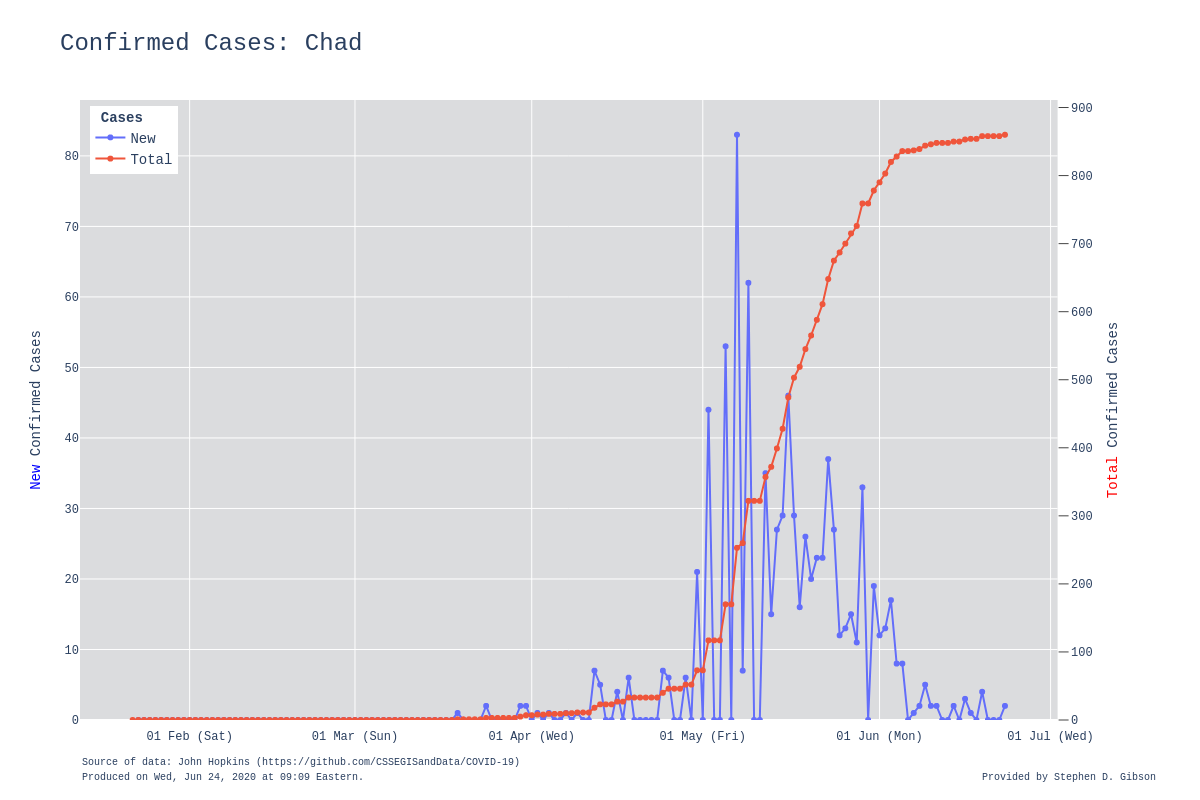 Confirmed Cases: Chad
Cases
New
Total
80
70
60
50
40
30
20
10
0
900
800
700
600
500
400
300
200
100
0
New Confirmed Cases
Total Confirmed Cases
01 Feb (Sat)
01 Mar (Sun)
01 Apr (Wed)
01 May (Fri)
01 Jun (Mon)
01 Jul (Wed)
Source of data: John Hopkins (https://github.com/CSSEGISandData/COVID-19)
Produced on Wed, Jun 24, 2020 at 09:09 Eastern.
Provided by Stephen D. Gibson